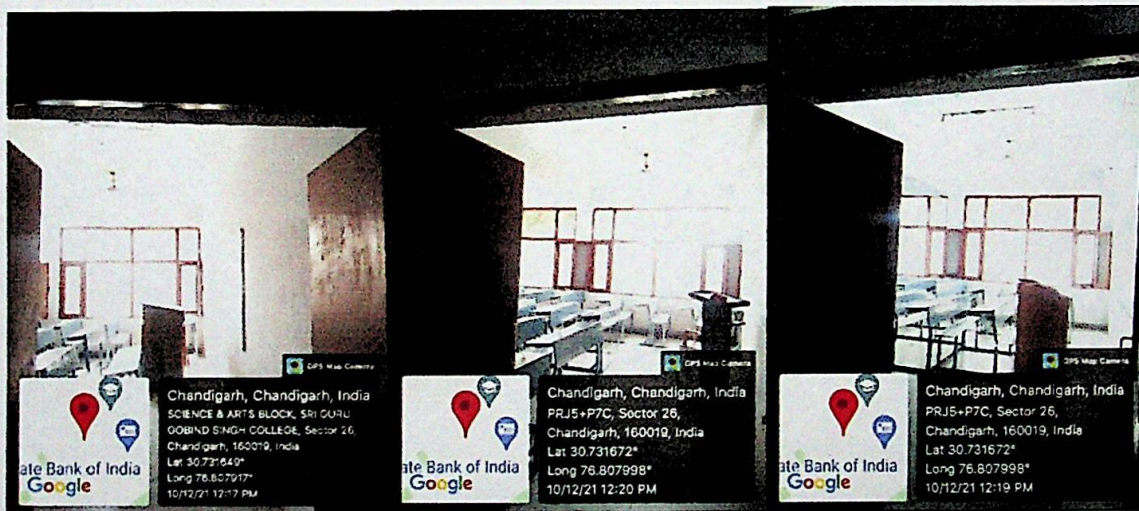 GPS Map Camera
Chandigarh, Chandigarh, India
SCIENCE & ARTS BLOCK, SRI GURU
GOBIND SINGH COLLEGE, Sector 26,
Chandigarh, 160019, India
Lat 30.731649°
Long 76.807917°
10/12/21 12:17 PM
ate Bank of India
Google
GPS Map Camera
Chandigarh, Chandigarh, India
PRJ5+P7C, Sector 26,
Chandigarh, 160019, India
Lat 30.731672°
Long 76.807998°
10/12/21 12:20 PM
ate Bank of India
Google
GPS Map Camera
Chandigarh, Chandigarh, India
PRJ5+P7C, Sector 26,
Chandigarh, 160019, India
Lat 30.731672°
Long 76.807998°
10/12/21 12:19 PM
ate Bank of India
Google